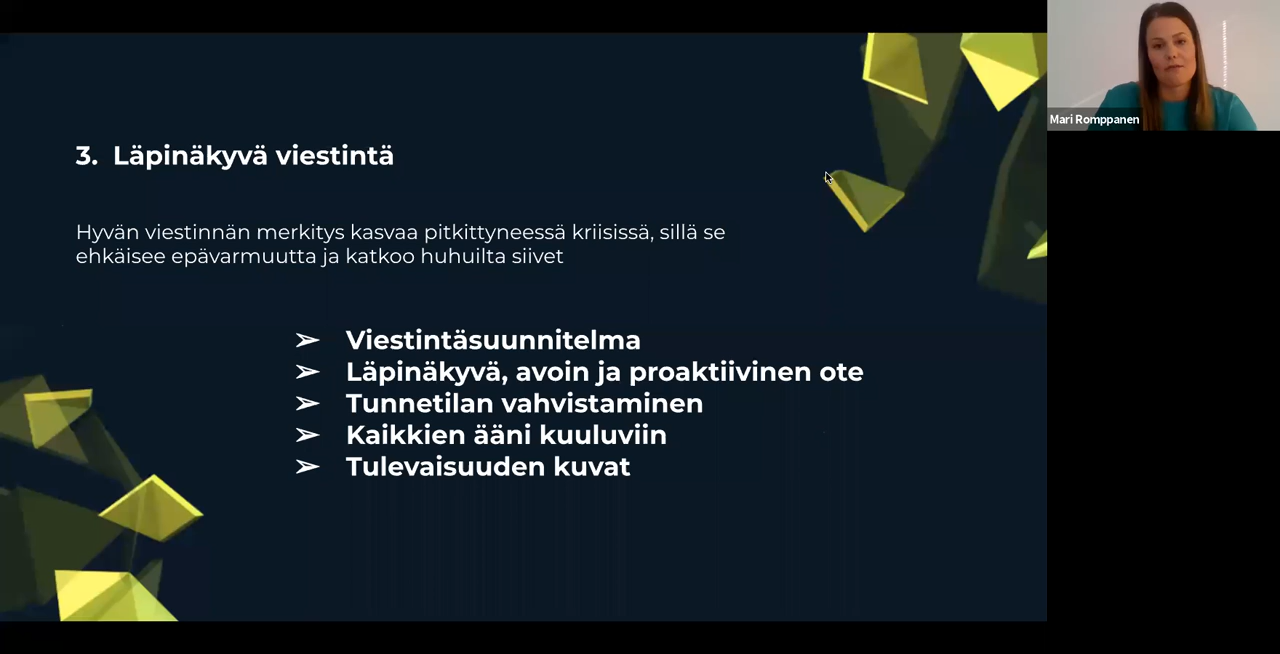 3. Läpinäkyvä viestintä
Hyvän viestinnän merkitys kasvaa pitkittyneessä kriisissä, sillä se
ehkäisee epävarmuutta ja katkoo huhuilta siivet
➢ Viestintäsuunnitelma
➢ Läpinäkyvä, avoin ja proaktiivinen ote
➢ Tunnetilan vahvistaminen
➢ Kaikkien ääni kuuluviin
➢ Tulevaisuuden kuvat
Mari Romppanen